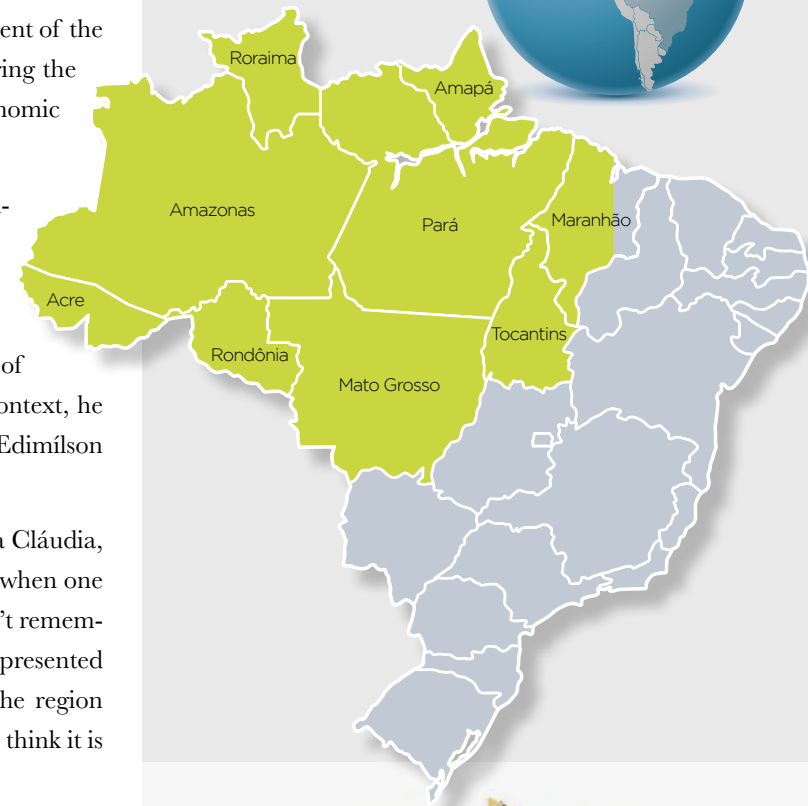 ent of the
ring the
nomic
-
of
ontext, he
Edimílson
a Cláudia,
when one
't remem-
presented
he region
think it is
Roraima
Amapá
Amazonas
Pará
Maranhão
Acre
Tocantins
Rondônia
Mato Grosso